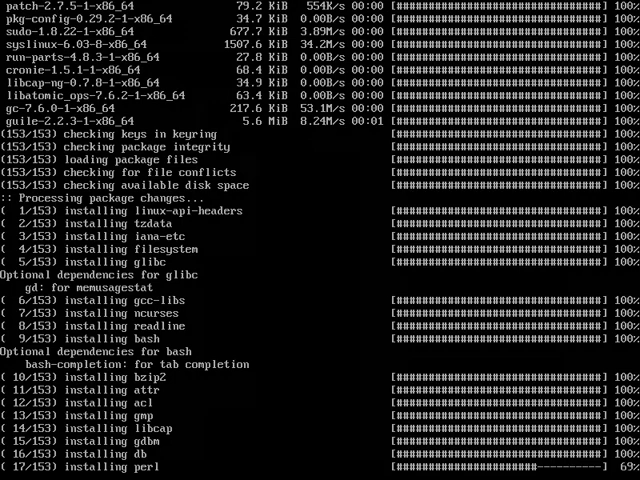 patch-2.7.5-1-x86_64 79.2 KiB 554K/s 00:00 [################################] 100%
pkg-config-0.29.2-1-x86_64 34.7 KiB 0.00B/s 00:00 [################################] 100%
sudo-1.8.22-1-x86_64 677.7 KiB 3.89M/s 00:00 [################################] 100%
syslinux-6.03-8-x86_64 1507.6 KiB 34.2M/s 00:00 [################################] 100%
run-parts-4.8.3-1-x86_64 27.8 KiB 0.00B/s 00:00 [################################] 100%
cronie-1.5.1-1-x86_64 68.4 KiB 0.00B/s 00:00 [################################] 100%
libcap-ng-0.7.8-1-x86_64 34.9 KiB 0.00B/s 00:00 [################################] 100%
libatomic_ops-7.6.2-1-x86_64 63.4 KiB 0.00B/s 00:00 [################################] 100%
gc-7.6.0-1-x86_64 217.6 KiB 53.1M/s 00:00 [################################] 100%
guile-2.2.3-1-x86_64 5.6 MiB 8.24M/s 00:01 [################################] 100%
(153/153) checking keys in keyring [################################] 100%
(153/153) checking package integrity [################################] 100%
(153/153) loading package files [################################] 100%
(153/153) checking for file conflicts [################################] 100%
(153/153) checking available disk space [################################] 100%
:: Processing package changes...
( 1/153) installing linux-api-headers [################################] 100%
( 2/153) installing tzdata [################################] 100%
( 3/153) installing iana-etc [################################] 100%
( 4/153) installing filesystem [################################] 100%
( 5/153) installing glibc [################################] 100%
Optional dependencies for glibc
gd: for memusagestat
( 6/153) installing gcc-libs [################################] 100%
( 7/153) installing ncurses [################################] 100%
( 8/153) installing readline [################################] 100%
( 9/153) installing bash [################################] 100%
Optional dependencies for bash
bash-completion: for tab completion
( 10/153) installing bzip2 [################################] 100%
( 11/153) installing attr [################################] 100%
( 12/153) installing acl [################################] 100%
( 13/153) installing gmp [################################] 100%
( 14/153) installing libcap [################################] 100%
( 15/153) installing gdbm [################################] 100%
( 16/153) installing db [################################] 100%
( 17/153) installing perl [######################----------] 69%